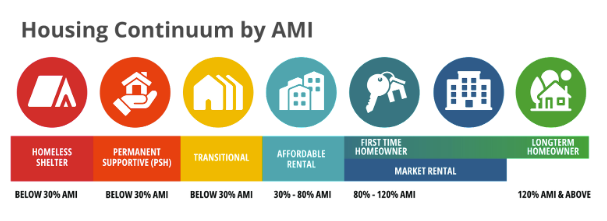 Housing Continuum by AMI
HOMELESS
SHELTER
PERMANENT
SUPPORTIVE (PSH)
TRANSITIONAL
AFFORDABLE
RENTAL
FIRST TIME
HOMEOWNER
MARKET RENTAL
LONGTERM
HOMEOWNER
BELOW 30% AMI
BELOW 30% AMI
BELOW 30% AMI
30% - 80% AMI
80% - 120% AMI
120% AMI & ABOVE